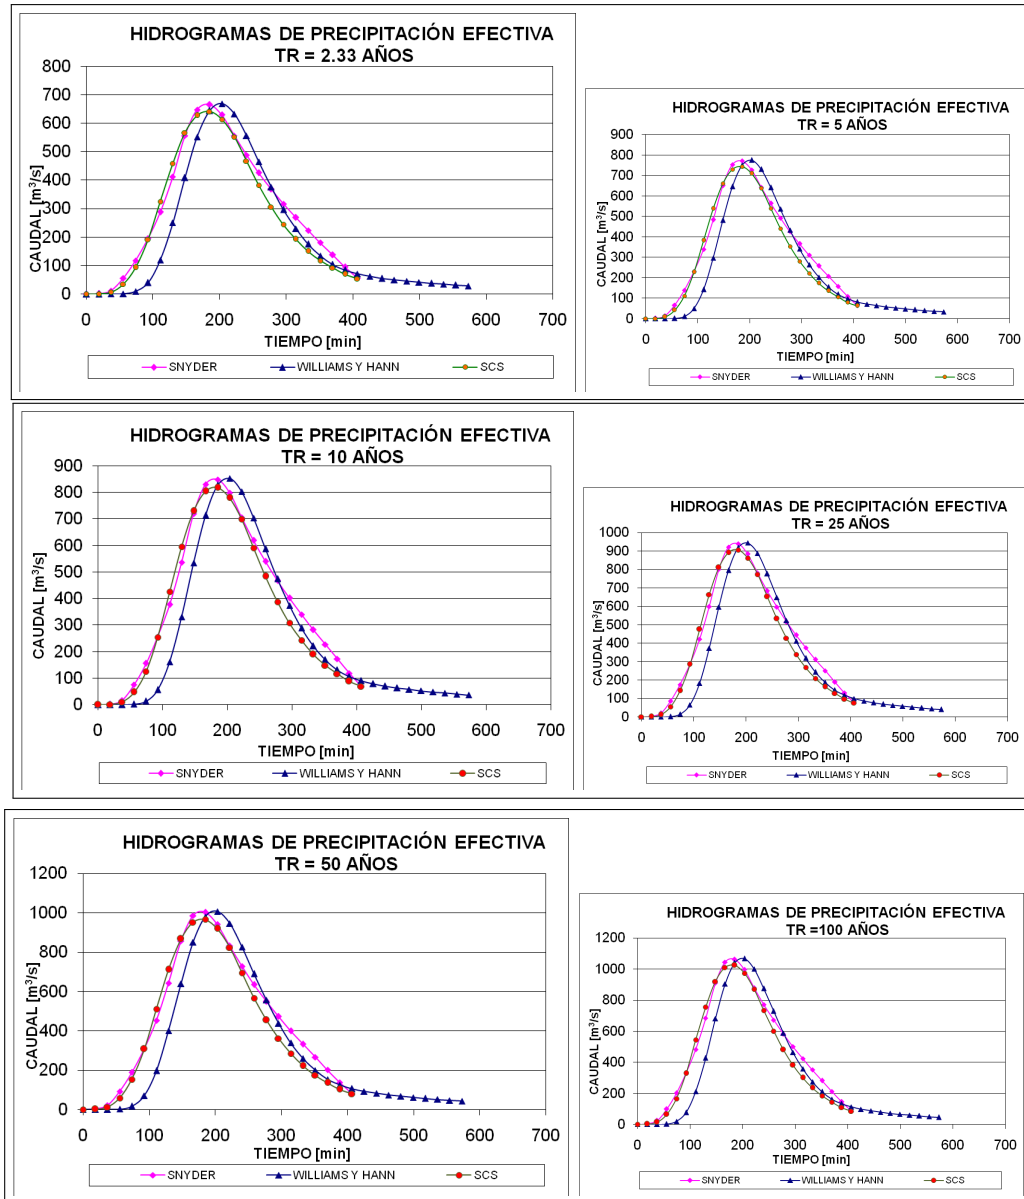 HIDROGRAMAS DE PRECIPITACIÓN EFECTIVA
TR = 2.33 AÑOS
CAUDAL [m³/s]
800
700
600
500
400
300
200
100
0
0 100 200 300 400 500 600 700
TIEMPO [min]
SNYDER WILLIAMS Y HANN SCS
HIDROGRAMAS DE PRECIPITACIÓN EFECTIVA
TR = 5 AÑOS
CAUDAL [m³/s]
900
800
700
600
500
400
300
200
100
0
0 100 200 300 400 500 600 700
TIEMPO [min]
SNYDER WILLIAMS Y HANN SCS
HIDROGRAMAS DE PRECIPITACIÓN EFECTIVA
TR = 10 AÑOS
CAUDAL [m³/s]
900
800
700
600
500
400
300
200
100
0
0 100 200 300 400 500 600 700
TIEMPO [min]
SNYDER WILLIAMS Y HANN SCS
HIDROGRAMAS DE PRECIPITACIÓN EFECTIVA
TR = 25 AÑOS
CAUDAL [m³/s]
1000
900
800
700
600
500
400
300
200
100
0
0 100 200 300 400 500 600 700
TIEMPO [min]
SNYDER WILLIAMS Y HANN SCS
HIDROGRAMAS DE PRECIPITACIÓN EFECTIVA
TR = 50 AÑOS
CAUDAL [m³/s]
1200
1000
800
600
400
200
0
0 100 200 300 400 500 600 700
TIEMPO [min]
SNYDER WILLIAMS Y HANN SCS
HIDROGRAMAS DE PRECIPITACIÓN EFECTIVA
TR =100 AÑOS
CAUDAL [m³/s]
1200
1000
800
600
400
200
0
0 100 200 300 400 500 600 700
TIEMPO [min]
SNYDER WILLIAMS Y HANN SCS